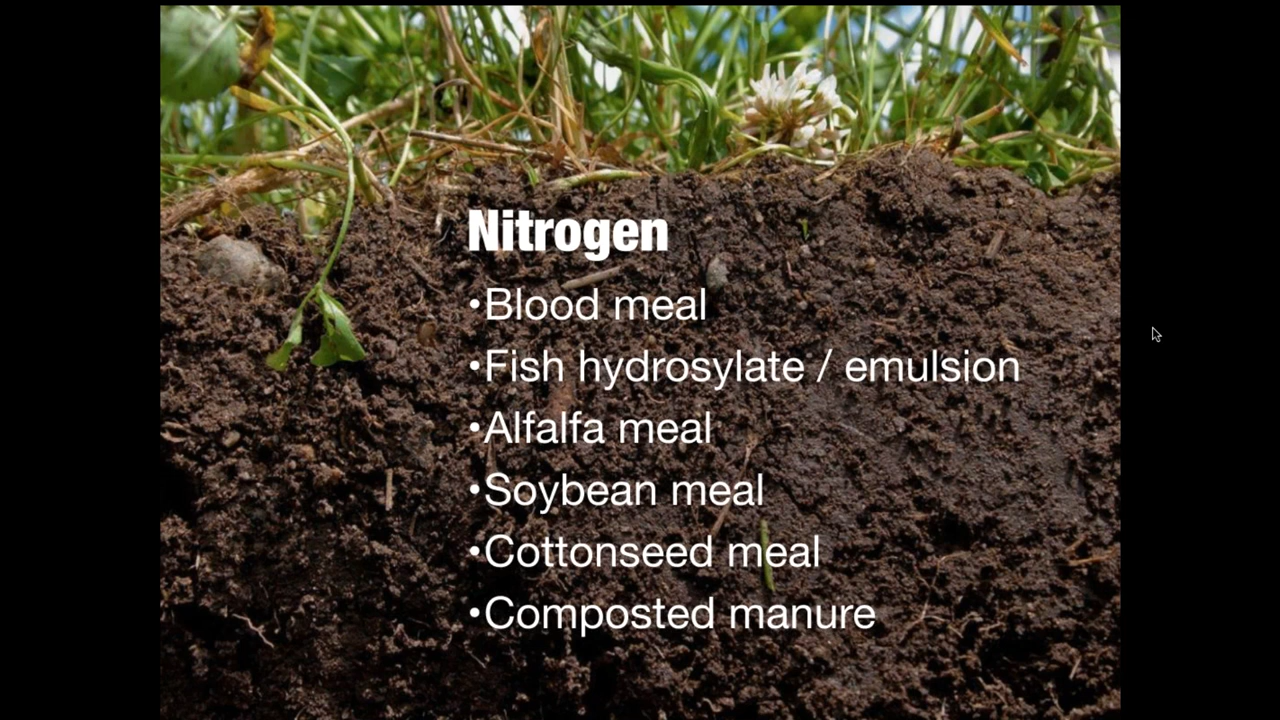 Nitrogen
•Blood meal
•Fish hydrosylate / emulsion
•Alfalfa meal
•Soybean meal
•Cottonseed meal
•Composted manure